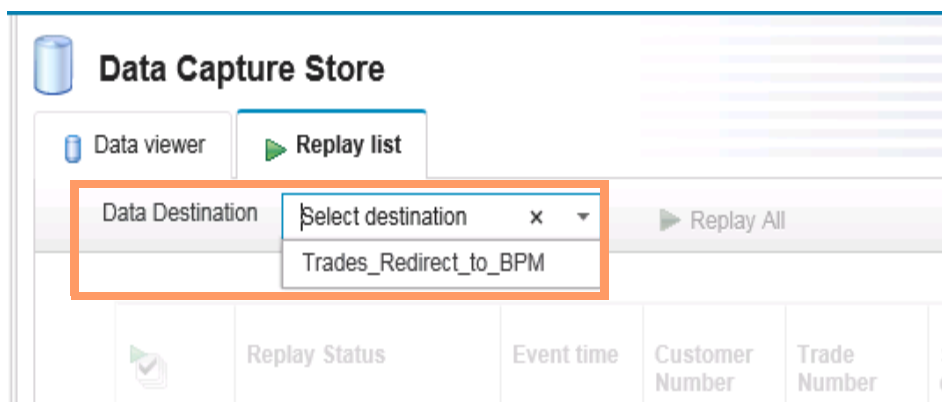 Data Capture Store
Data viewer
Replay list
Data Destination
Select destination
Replay All
Trades_Redirect_to_BPM
Replay Status
Event time
Customer
Number
Trade
Number